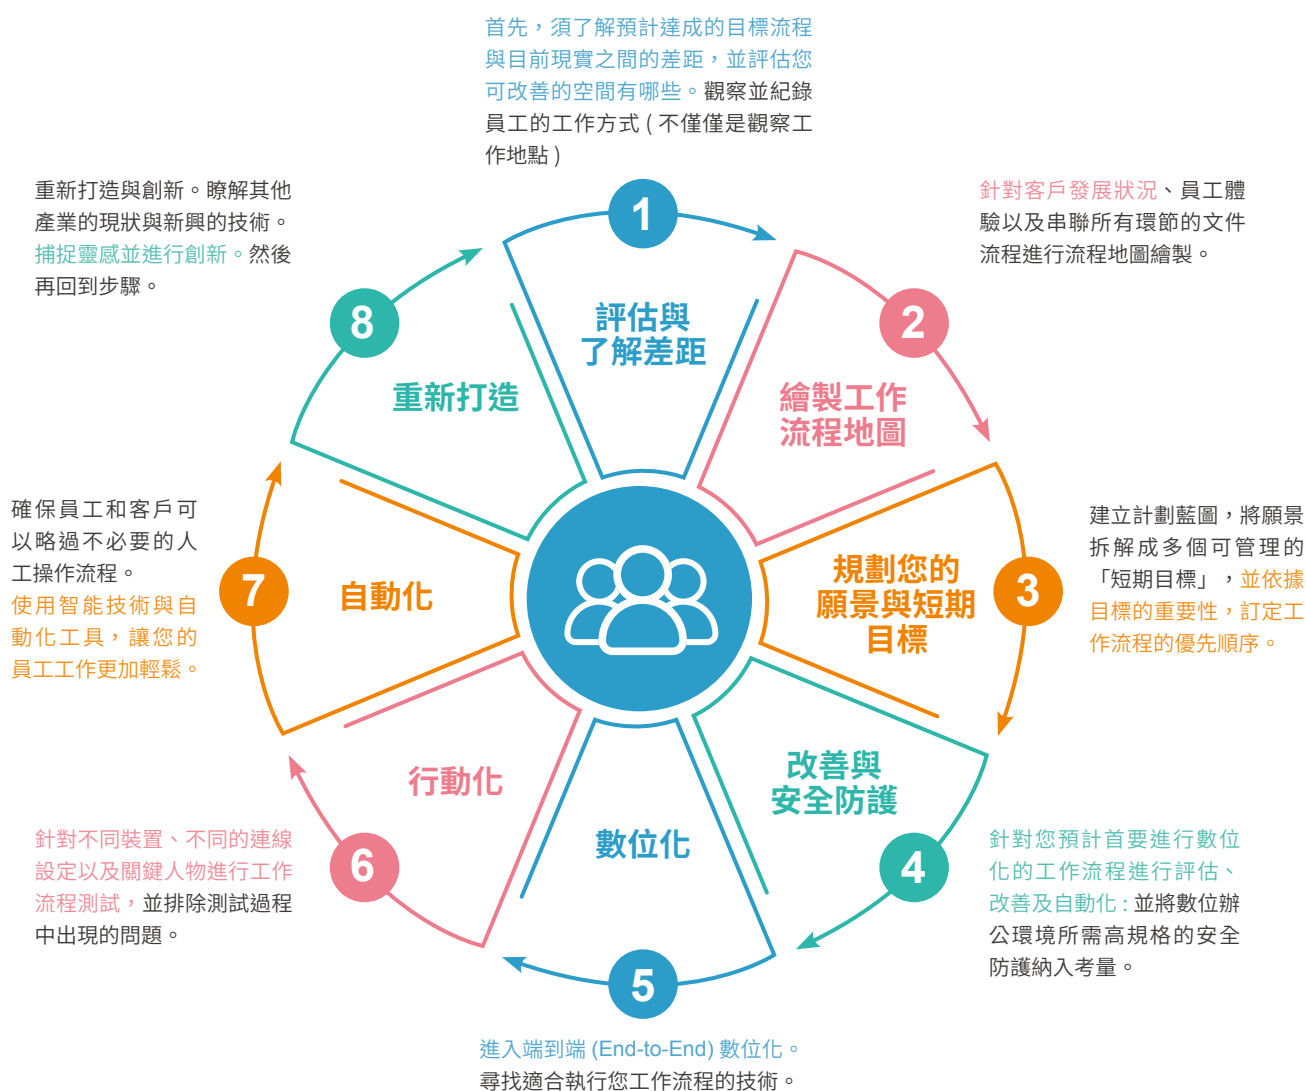 首先，須了解預計達成的目標流程
與目前現實之間的差距，並評估您
可改善的空間有哪些。觀察並紀錄
員工的工作方式 ( 不僅僅是觀察工
作地點 )
1
評估與
了解差距
針對客戶發展狀況、員工體
驗以及串聯所有環節的文件
流程進行流程地圖繪製。
2
繪製工作
流程地圖
建立計劃藍圖，將願景
拆解成多個可管理的
「短期目標」，並依據
目標的重要性，訂定工
作流程的優先順序。
3
規劃您的
願景與短期
目標
針對您預計首要進行數位
化的工作流程進行評估、
改善及自動化 : 並將數位辦
公環境所需高規格的安全
防護納入考量。
4
改善與
安全防護
數位化
5
進入端到端 (End-to-End) 數位化。
尋找適合執行您工作流程的技術。
行動化
6
針對不同裝置、不同的連線
設定以及關鍵人物進行工作
流程測試，並排除測試過程
中出現的問題。
自動化
7
確保員工和客戶可
以略過不必要的人
工操作流程。
使用智能技術與自
動化工具，讓您的
員工工作更加輕鬆。
重新打造
8
重新打造與創新。瞭解其他
產業的現狀與新興的技術。
捕捉靈感並進行創新。然後
再回到步驟。